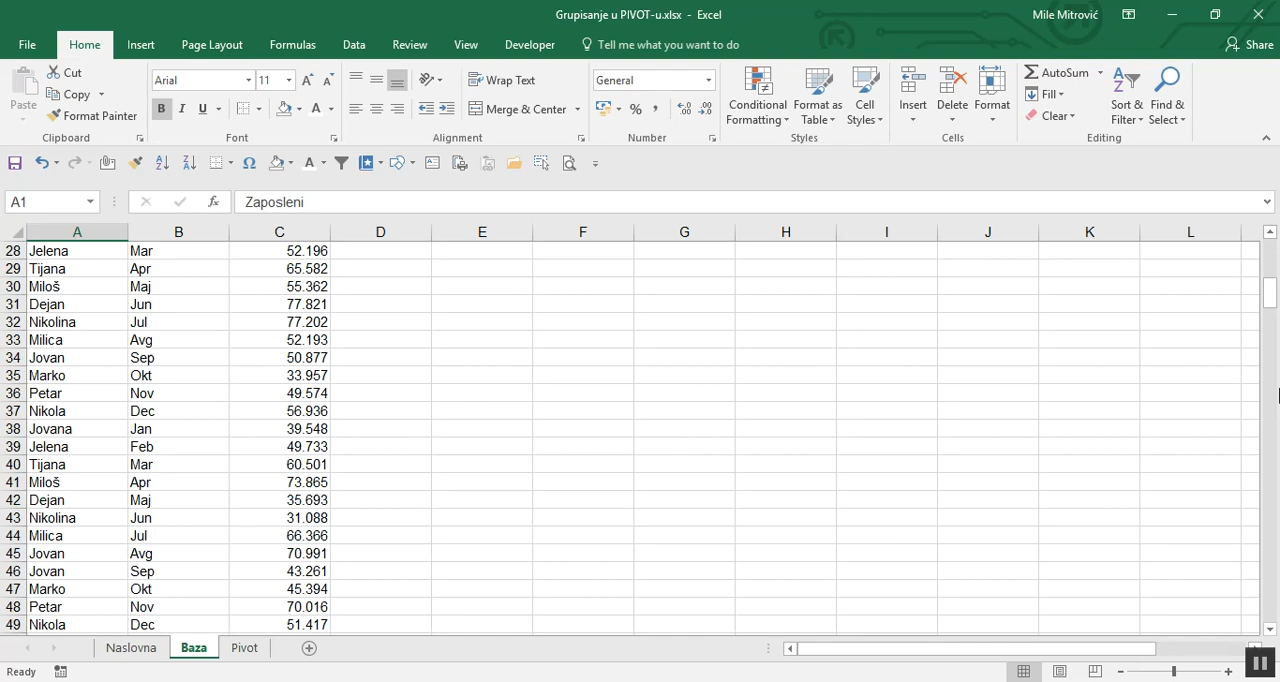 Grupisanje u PIVOT-u.xlsx - Excel
Mile Mitrović
File Home Insert Page Layout Formulas Data Review View Developer Tell me what you want to do Share
Paste Cut Copy Format Painter Clipboard
Arial 11 B I U A Font
Wrap Text Merge & Center Alignment
General % , Number
Conditional Formatting Format as Table Cell Styles Styles
Insert Delete Format Cells
AutoSum Fill Clear Sort & Filter Find & Select Editing
A1 fx Zaposleni
A B C D E F G H I J K L
28 Jelena Mar 52.196
29 Tijana Apr 65.582
30 Miloš Maj 55.362
31 Dejan Jun 77.821
32 Nikolina Jul 77.202
33 Milica Avg 52.193
34 Jovan Sep 50.877
35 Marko Okt 33.957
36 Petar Nov 49.574
37 Nikola Dec 56.936
38 Jovana Jan 39.548
39 Jelena Feb 49.733
40 Tijana Mar 60.501
41 Miloš Apr 73.865
42 Dejan Maj 35.693
43 Nikolina Jun 31.088
44 Milica Jul 66.366
45 Jovan Avg 70.991
46 Jovan Sep 43.261
47 Marko Okt 45.394
48 Petar Nov 70.016
49 Nikola Dec 51.417
Naslovna Baza Pivot
Ready